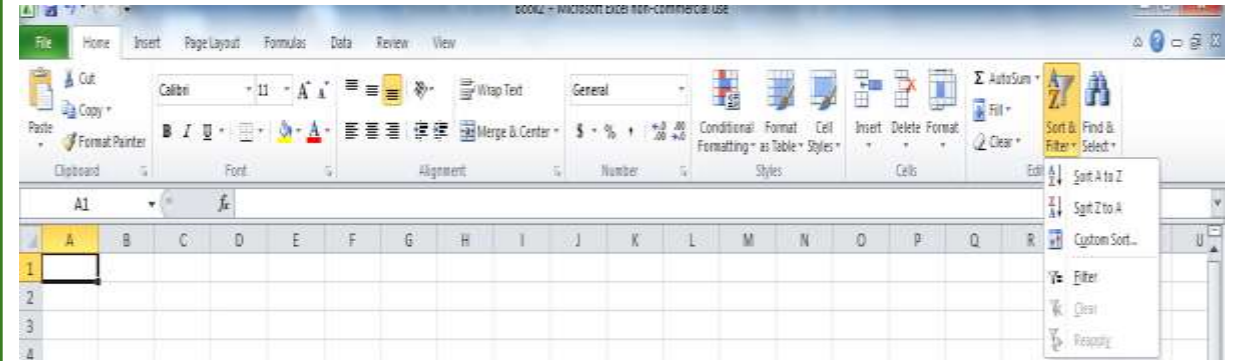 Book2 - Microsoft Excel non-commercial use
File Home Insert Page Layout Formulas Data Review View
Cut
Copy
Format Painter
Paste
Clipboard
Calibri 11 A A
B I U A
Font
Wrap Text
Merge & Center
Alignment
General
$ % ,
Number
Conditional Formatting
Format as Table
Cell Styles
Styles
Insert Delete Format
Cells
Σ AutoSum
Fill
Clear
Sort & Filter
Find & Select
Sort A to Z
Sort Z to A
Custom Sort...
Filter
Clear
Reapply
A1 fx
A B C D E F G H I J K L M N O P Q R U
1
2
3
4